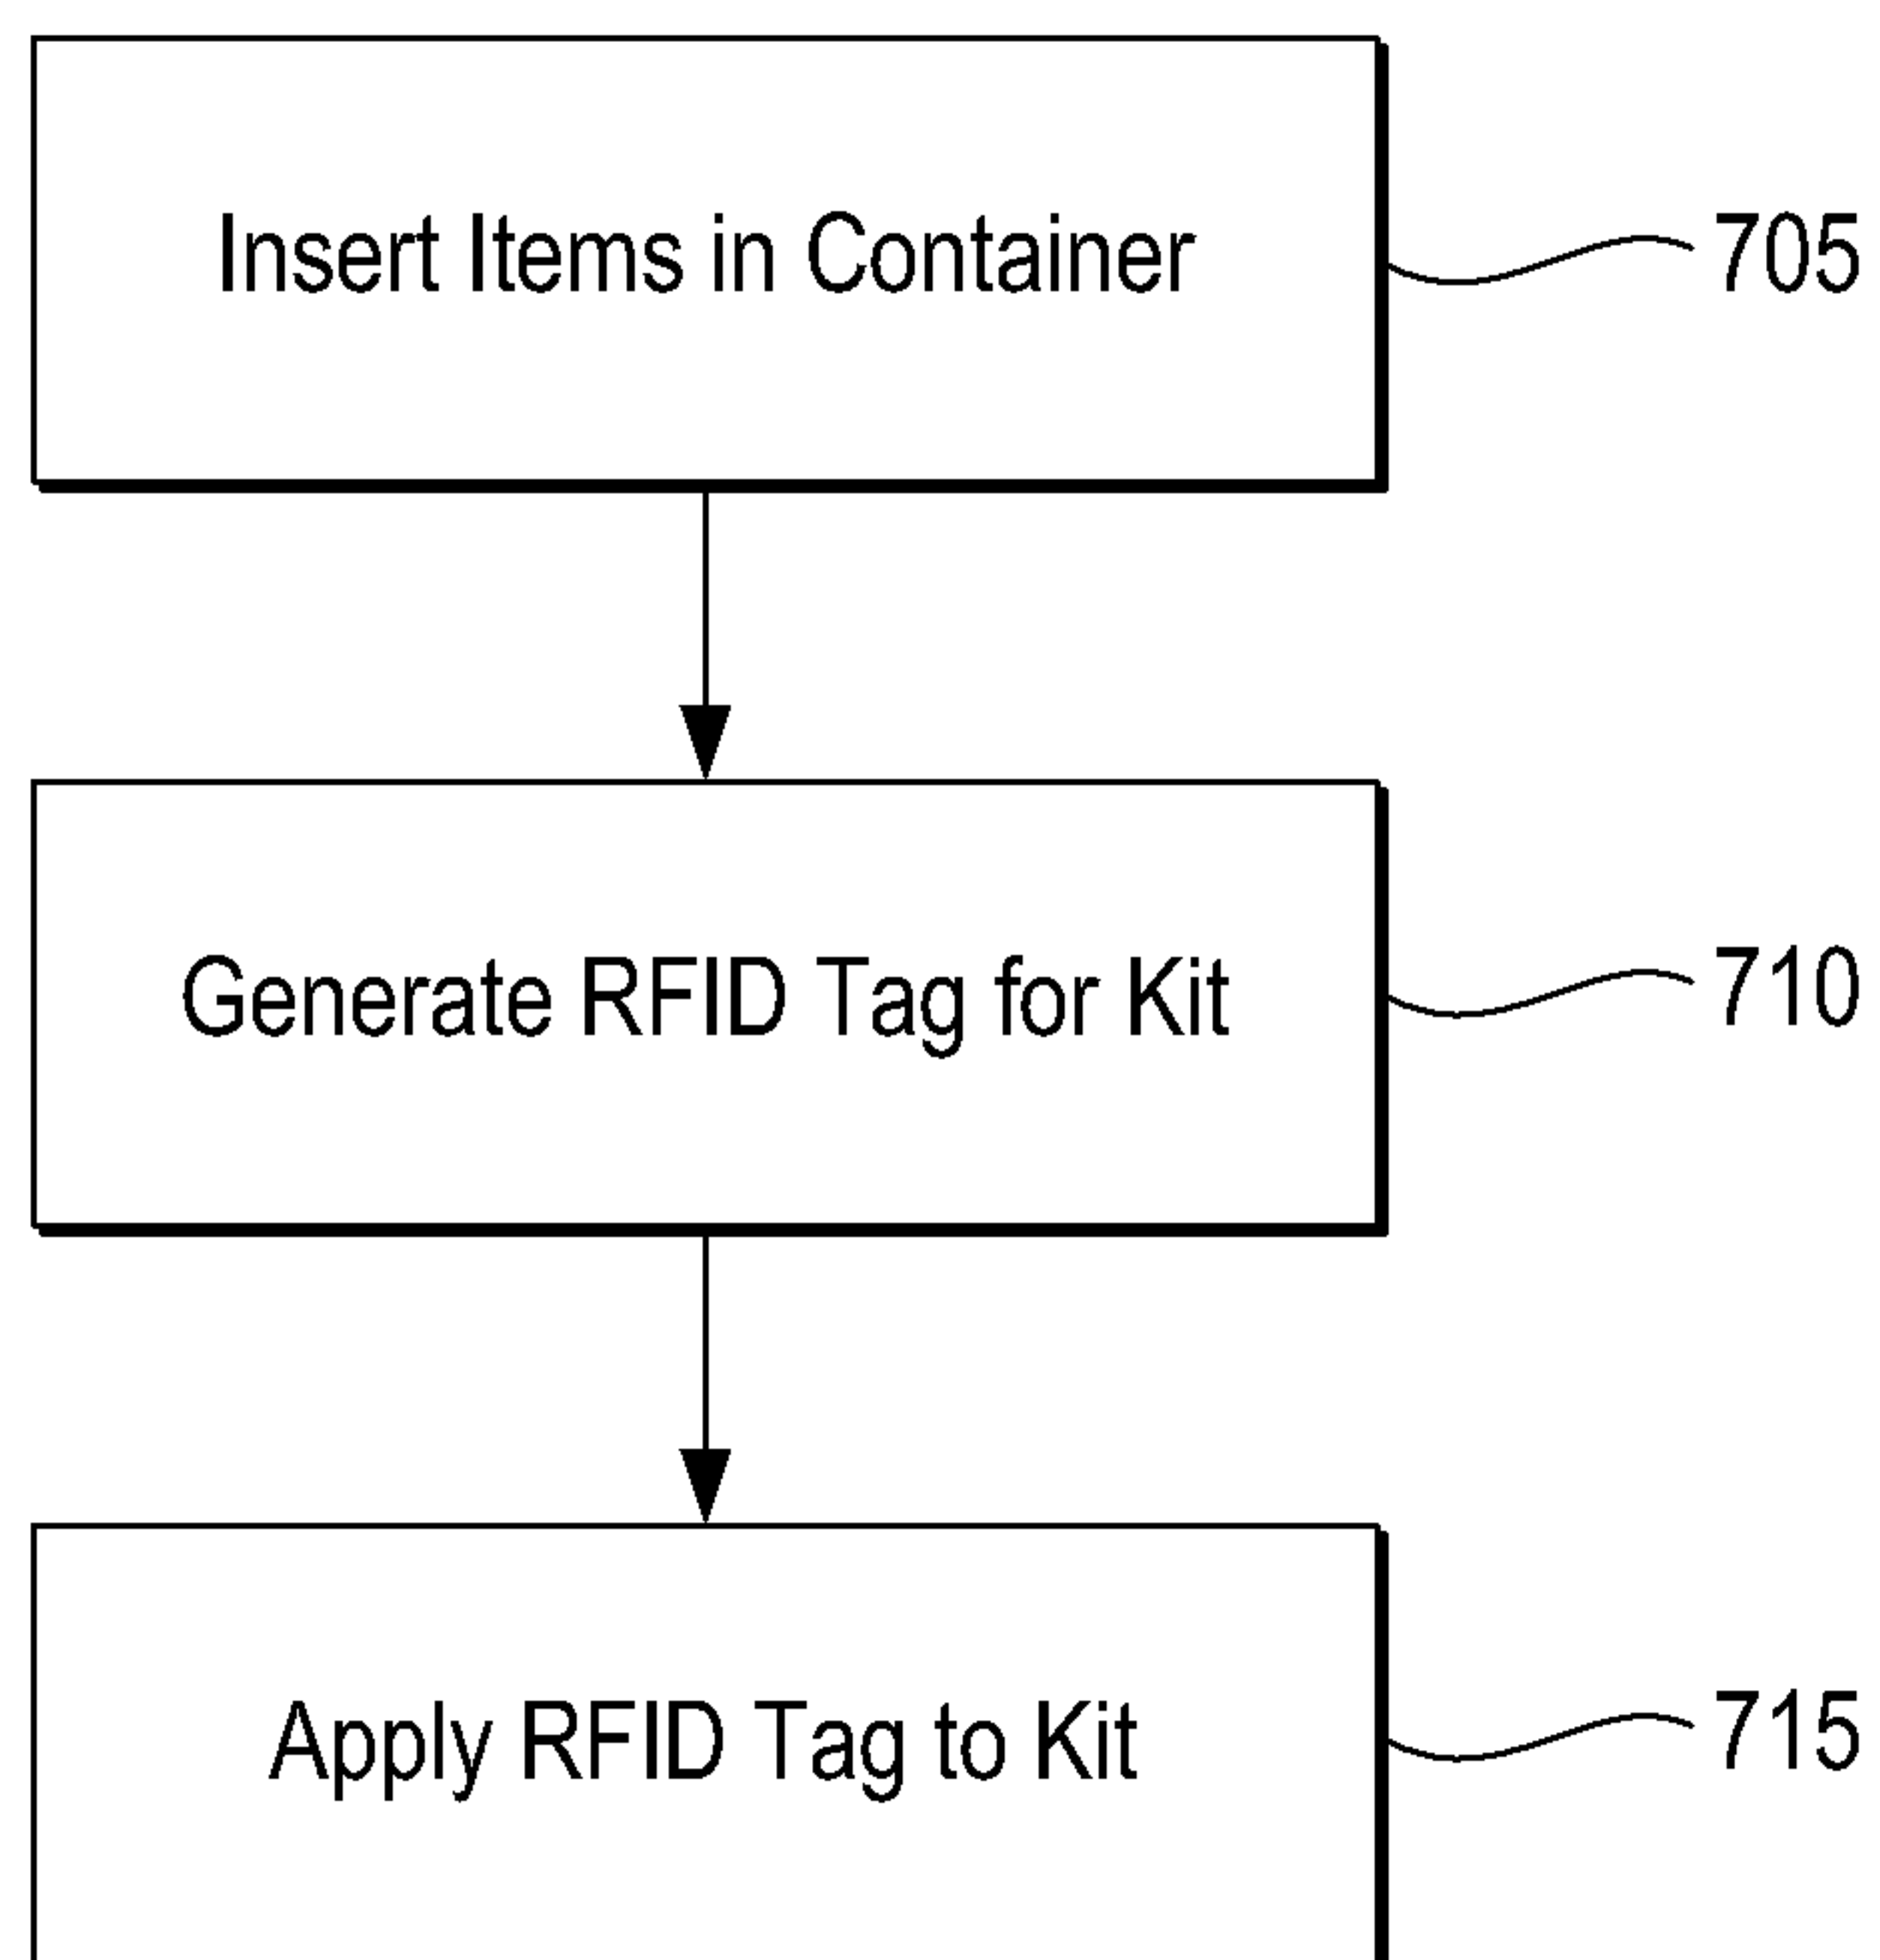 Insert Items in Container
705
Generate RFID Tag for Kit
710
Apply RFID Tag to Kit
715